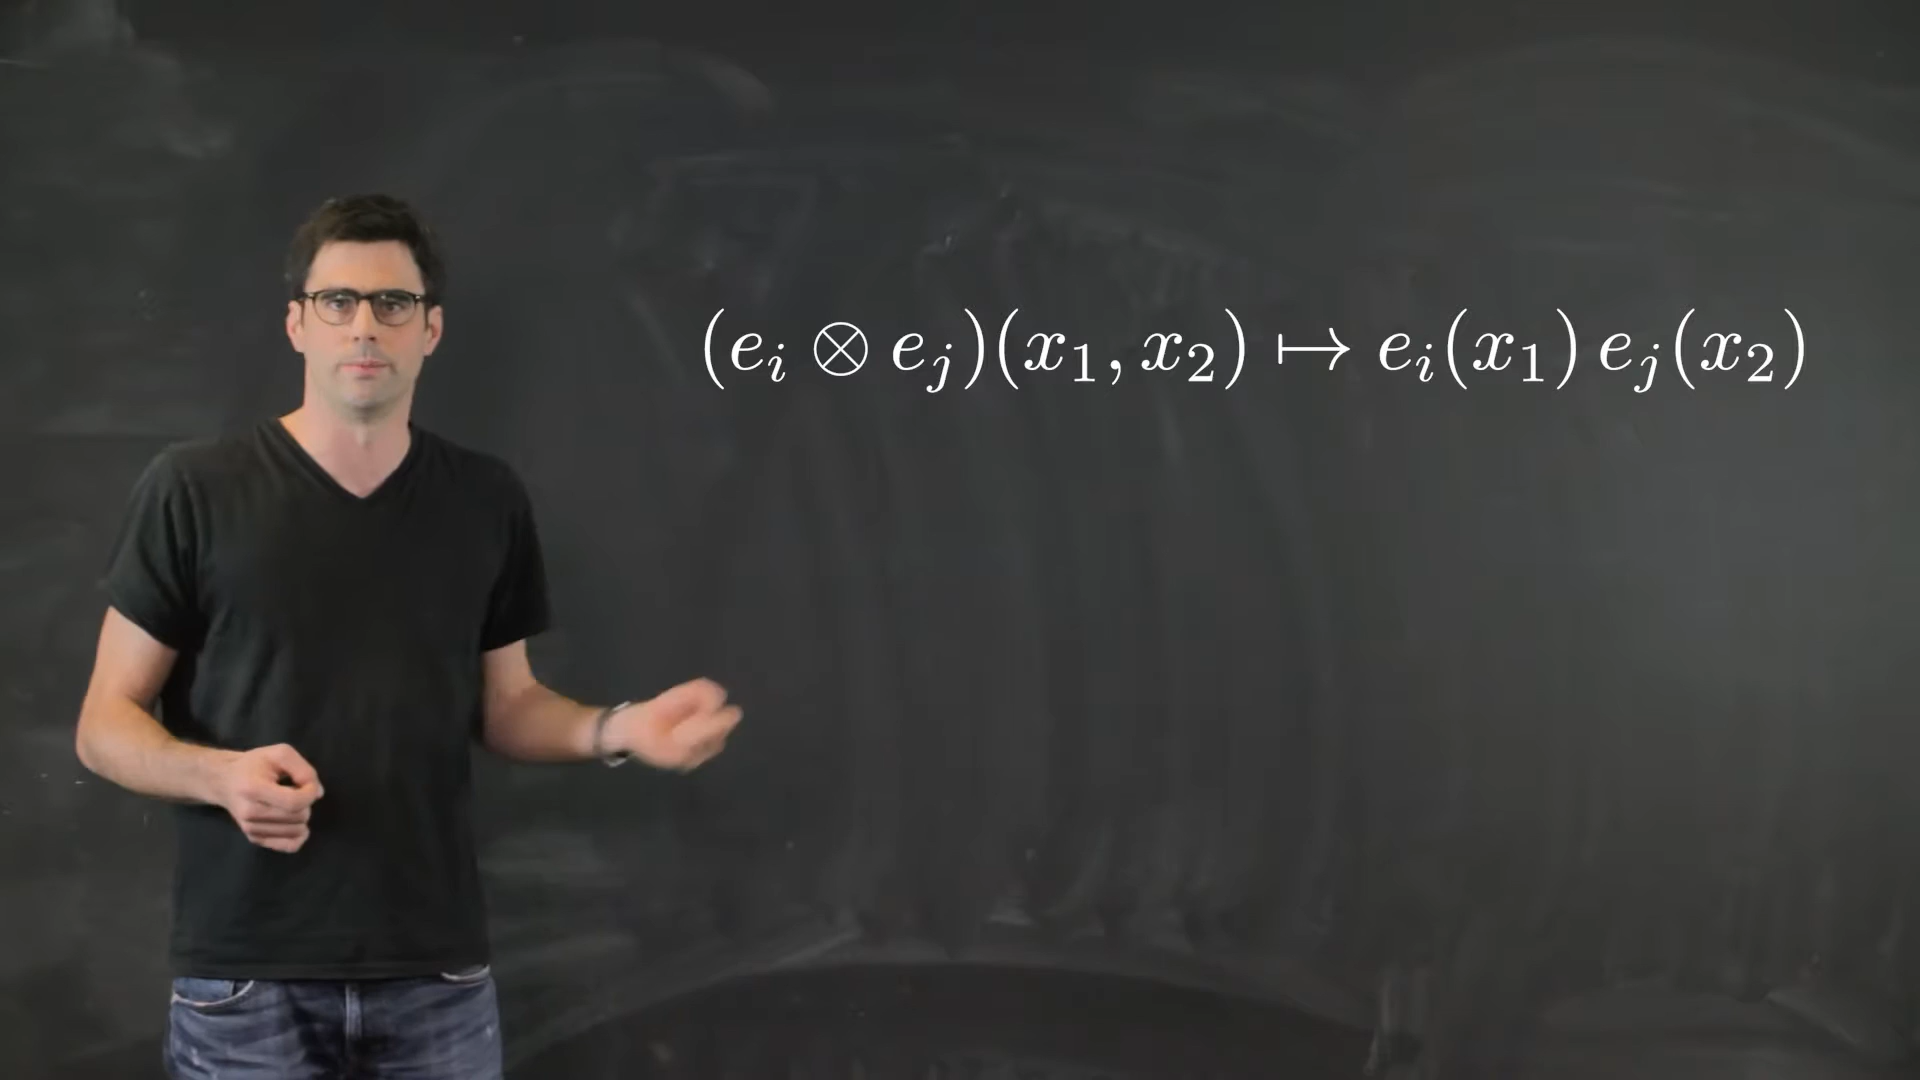 (e_i ⊗ e_j)(x_1, x_2) ↦ e_i(x_1) e_j(x_2)